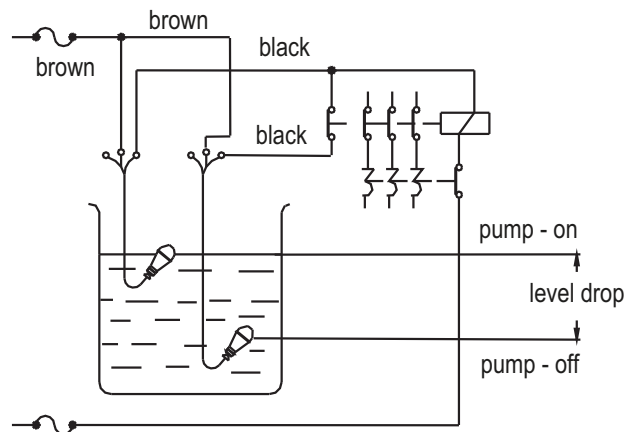 brown
black
brown
black
pump - on
level drop
pump - off